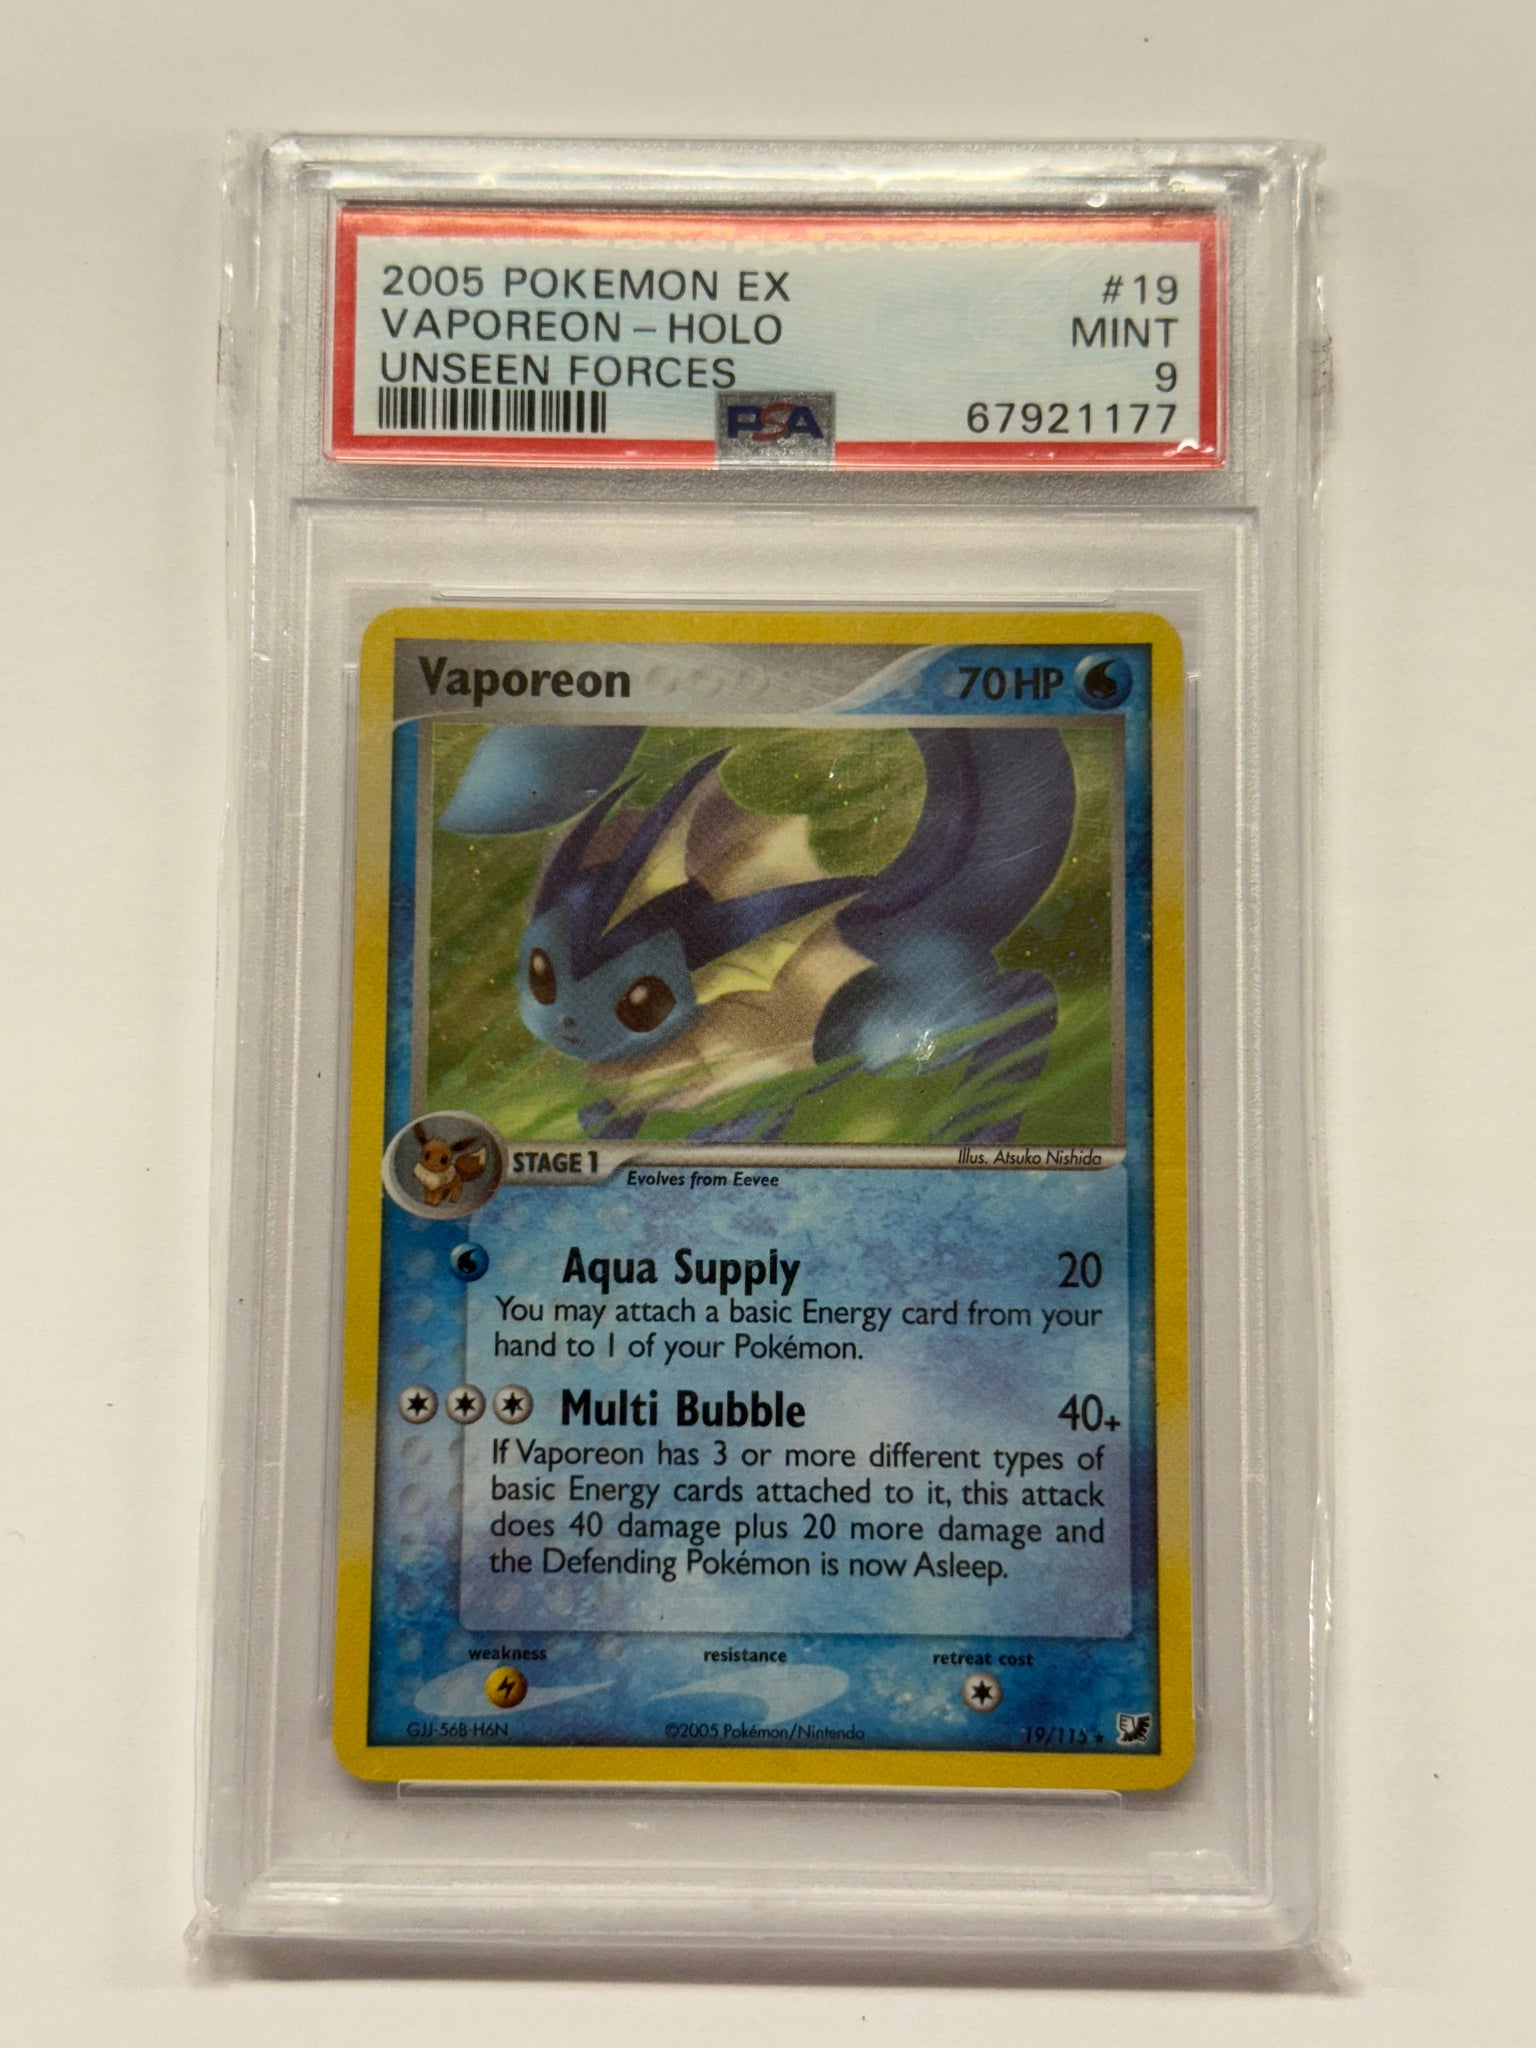 2005 POKEMON EX #19
VAPOREON - HOLO MINT
UNSEEN FORCES 9
PSA 67921177
Vaporeon 70 HP
STAGE 1
Evolves from Eevee
Illus. Atsuko Nishida
Aqua Supply 20
You may attach a basic Energy card from your
hand to 1 of your Pokémon.
Multi Bubble 40+
If Vaporeon has 3 or more different types of
basic Energy cards attached to it, this attack
does 40 damage plus 20 more damage and
the Defending Pokémon is now Asleep.
weakness resistance retreat cost
GJJ-56B-H6N ©2005 Pokémon/Nintendo 19/115 ★